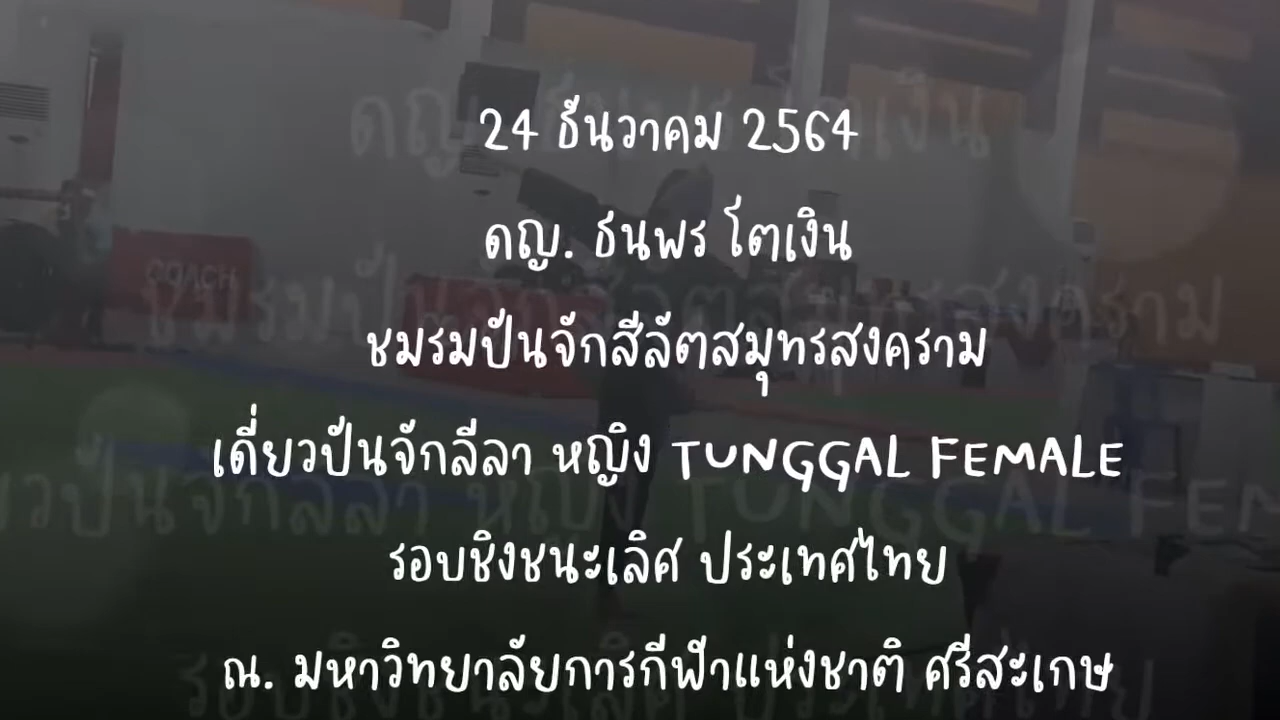 24 ธันวาคม 2564
ดญ. ธนพร โตเงิน
ชมรมปันจักสีลัตสมุทรสงคราม
เดี่ยวปันจักลีลา หญิง TUNGGAL FEMALE
รอบชิงชนะเลิศ ประเทศไทย
ณ. มหาวิทยาลัยการกีฬาแห่งชาติ ศรีสะเกษ
COACH